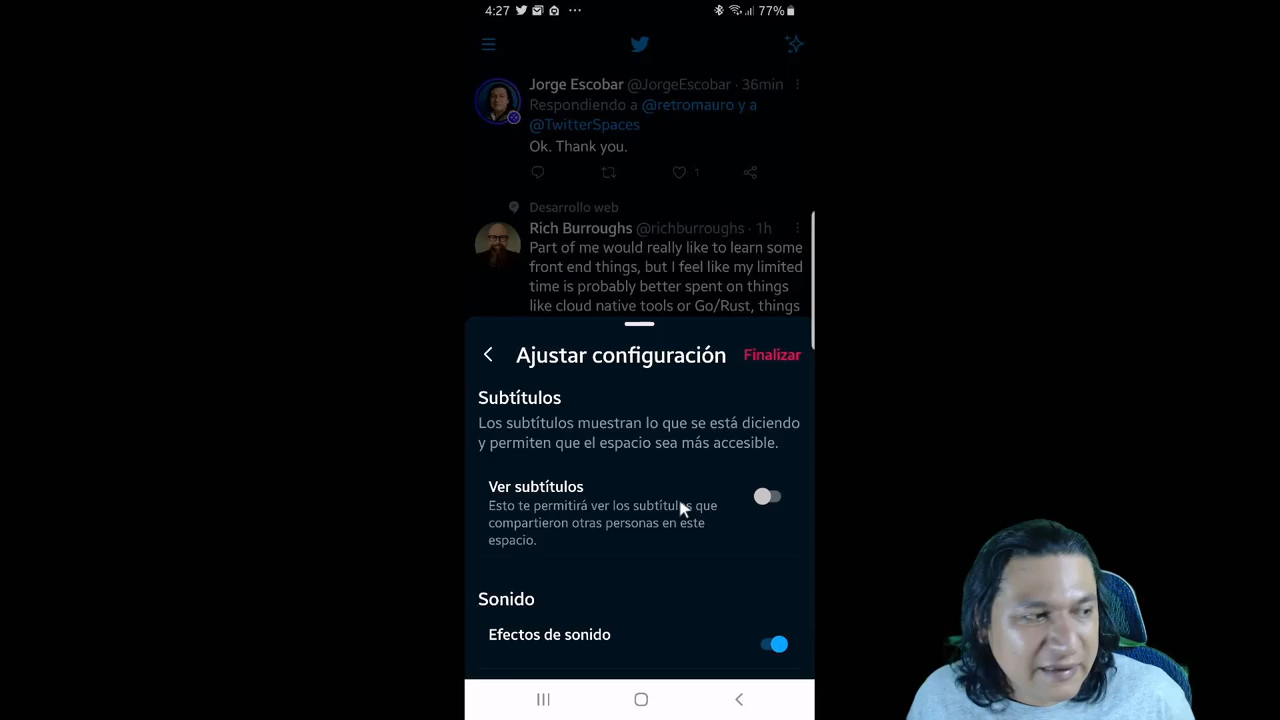 4:27
77%
Jorge Escobar @JorgeEscobar · 36min
Respondiendo a @retromauro y a
@TwitterSpaces
Ok. Thank you.
1
Desarrollo web
Rich Burroughs @richburroughs · 1h
Part of me would really like to learn some
front end things, but I feel like my limited
time is probably better spent on things
like cloud native tools or Go/Rust, things
Ajustar configuración
Finalizar
Subtítulos
Los subtítulos muestran lo que se está diciendo
y permiten que el espacio sea más accesible.
Ver subtítulos
Esto te permitirá ver los subtítulos que
compartieron otras personas en este
espacio.
Sonido
Efectos de sonido